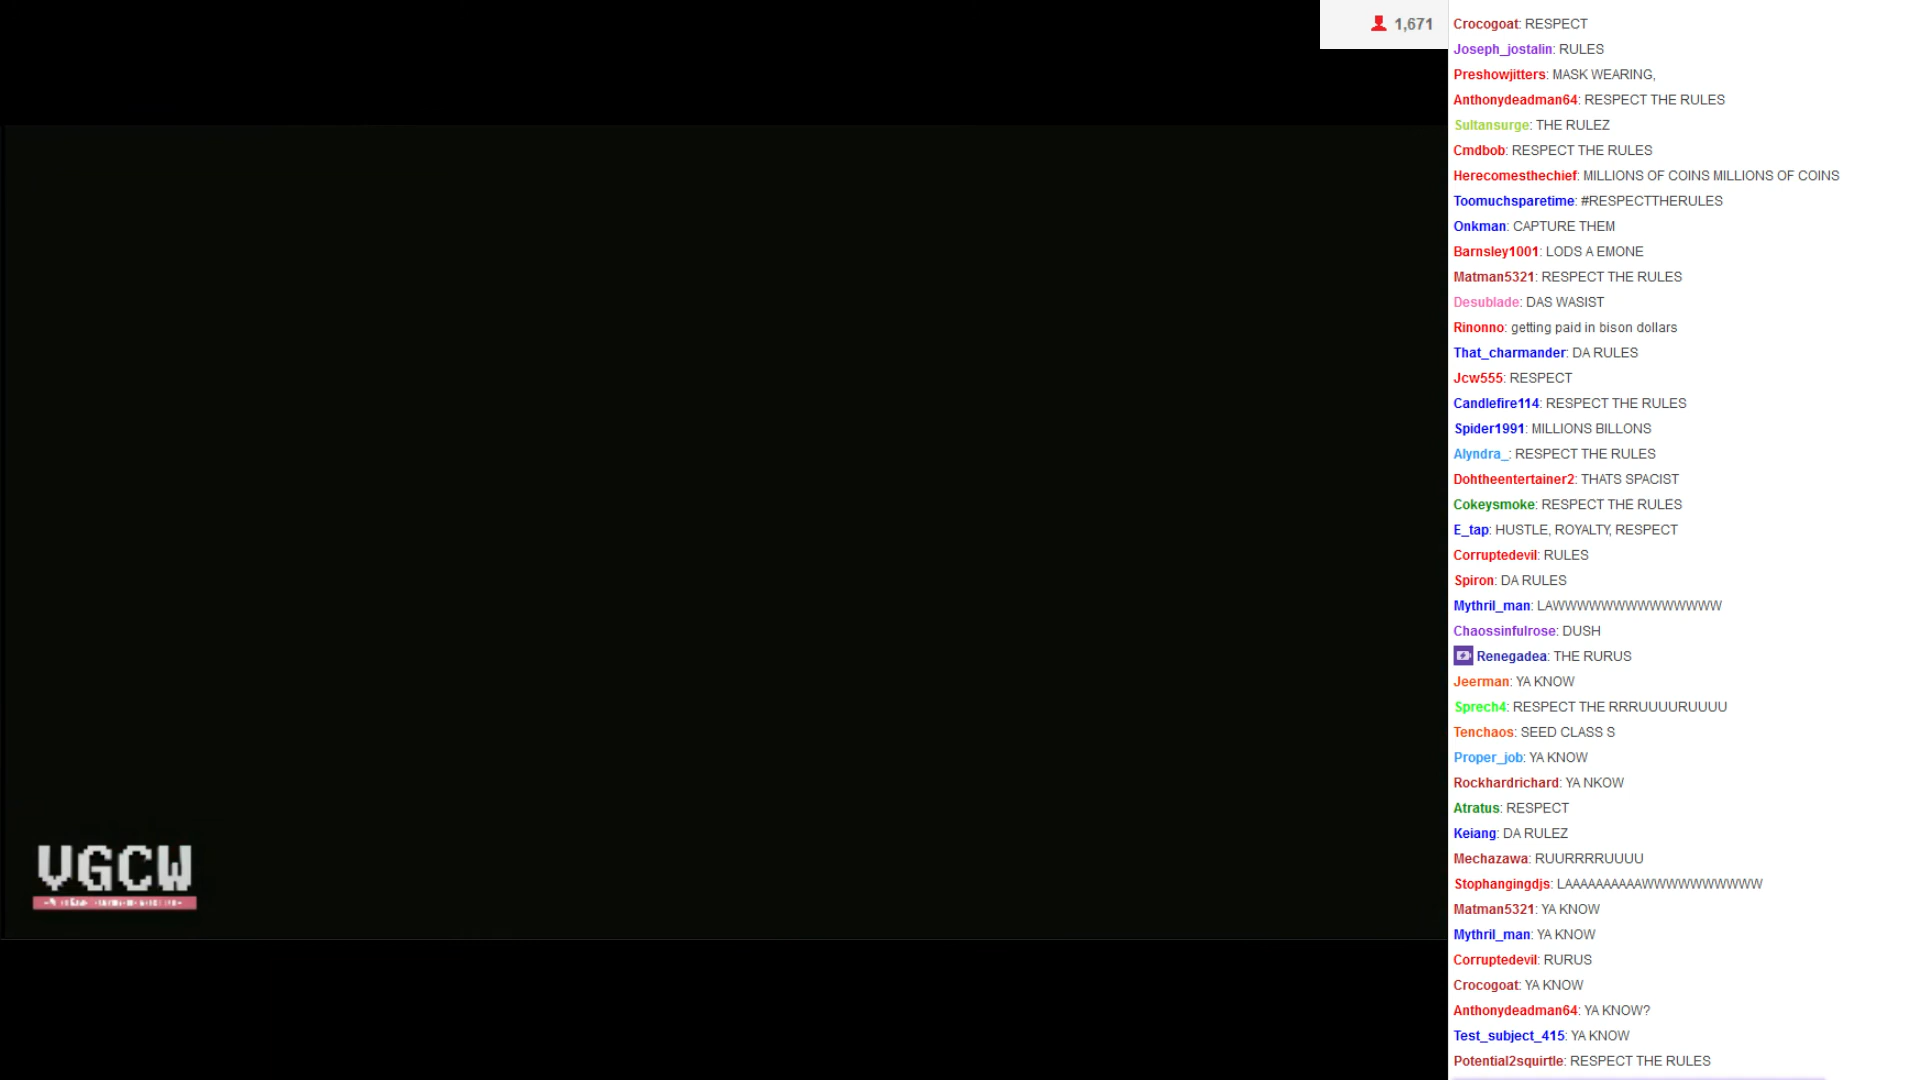 1,671
Crocogoat: RESPECT
Joseph_jostalin: RULES
Preshowjitters: MASK WEARING,
Anthonydeadman64: RESPECT THE RULES
Sultansurge: THE RULEZ
Cmdbob: RESPECT THE RULES
Herecomesthechief: MILLIONS OF COINS MILLIONS OF COINS
Toomuchsparetime: #RESPECTTHERULES
Onkman: CAPTURE THEM
Barnsley1001: LODS A EMONE
Matman5321: RESPECT THE RULES
Desublade: DAS WASIST
Rinonno: getting paid in bison dollars
That_charmander: DA RULES
Jcw555: RESPECT
Candlefire114: RESPECT THE RULES
Spider1991: MILLIONS BILLONS
Alyndra_: RESPECT THE RULES
Dohtheentertainer2: THATS SPACIST
Cokeysmoke: RESPECT THE RULES
E_tap: HUSTLE, ROYALTY, RESPECT
Corruptedevil: RULES
Spiron: DA RULES
Mythril_man: LAWWWWWWWWWWWWWW
Chaossinfulrose: DUSH
Renegadea: THE RURUS
Jeerman: YA KNOW
Sprech4: RESPECT THE RRRUUUURUUUU
Tenchaos: SEED CLASS S
Proper_job: YA KNOW
Rockhardrichard: YA NKOW
Atratus: RESPECT
Keiang: DA RULEZ
Mechazawa: RUURRRRUUUU
Stophangingdjs: LAAAAAAAAAAWWWWWWWWWW
Matman5321: YA KNOW
Mythril_man: YA KNOW
Corruptedevil: RURUS
Crocogoat: YA KNOW
Anthonydeadman64: YA KNOW?
Test_subject_415: YA KNOW
Potential2squirtle: RESPECT THE RULES
VGCW